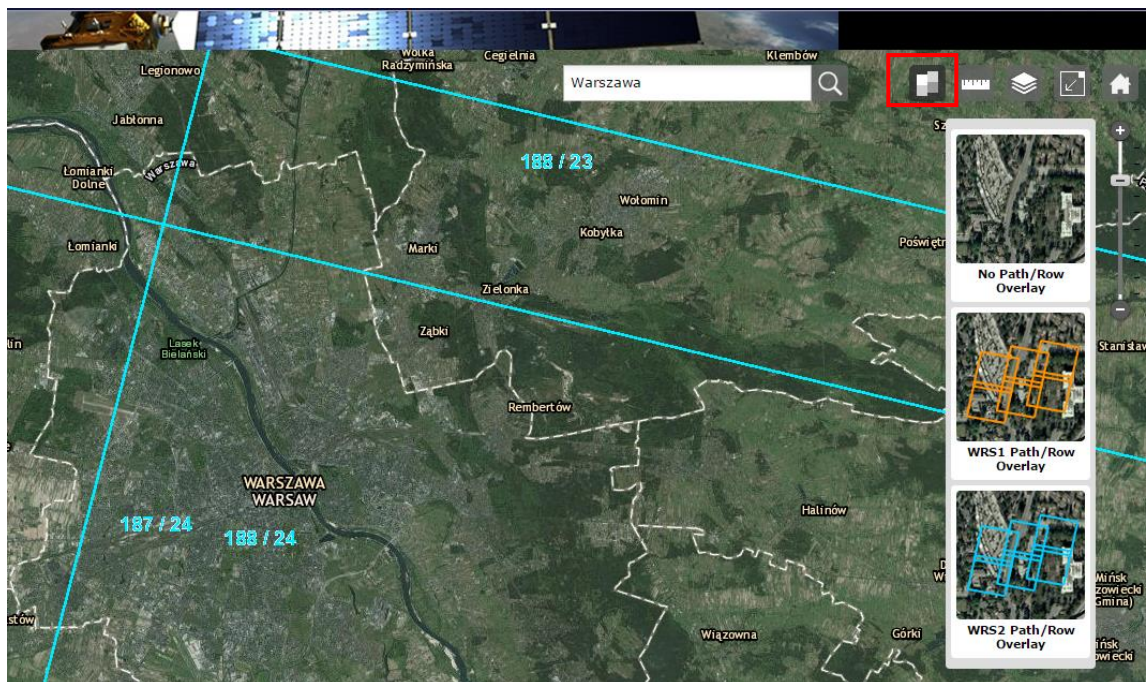 Wólka
Radzymińska
Cegielnia
Klembów
Legionowo
Warszawa
Jabłonna
Łomianki
Dolne
Warszawa
188 / 23
Wołomin
Kobyłka
Łomianki
Marki
Zielonka
No Path/Row
Overlay
Ząbki
Lasek
Bielański
Rembertów
WRS1 Path/Row
Overlay
WARSZAWA
WARSAW
187 / 24
188 / 24
Halinów
Mińsk
Gmina)
Wiązowna
Górki
WRS2 Path/Row
Overlay